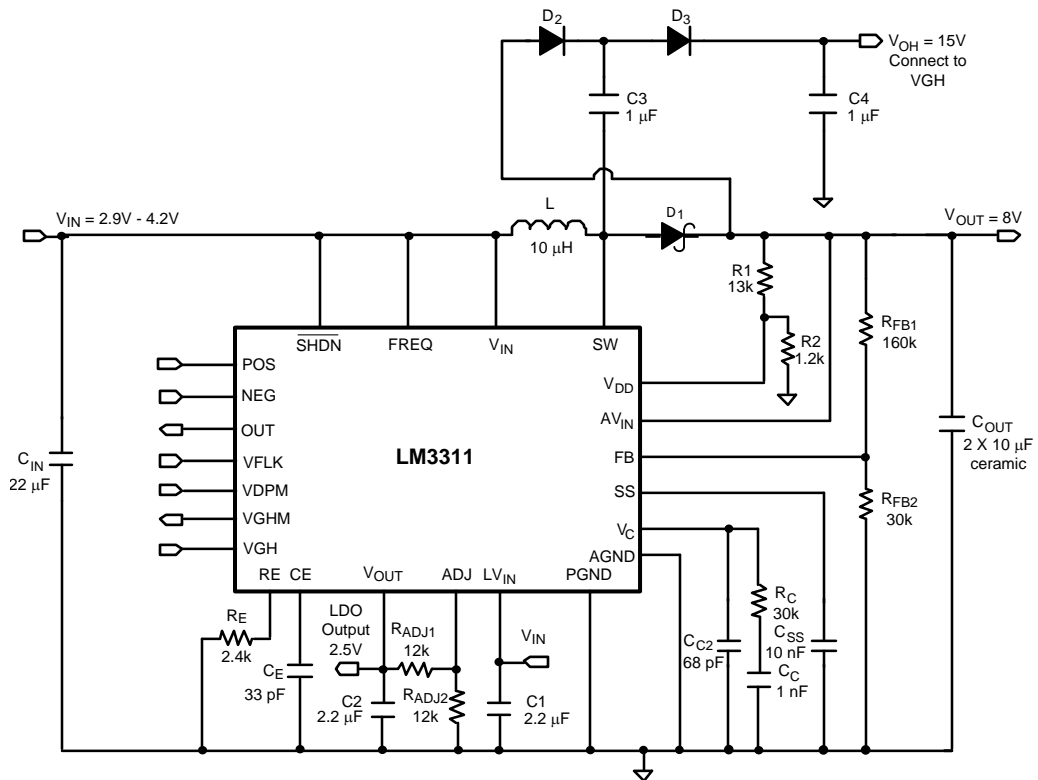 D2
D3
VOH = 15V
Connect to
VGH
C3
1 µF
C4
1 µF
VIN = 2.9V - 4.2V
L
10 µH
D1
VOUT = 8V
R1
13k
R2
1.2k
RFB1
160k
SHDN
FREQ
VIN
SW
POS
NEG
OUT
VFLK
VDPM
VGHM
VGH
LM3311
VDD
AVIN
FB
SS
VC
AGND
CIN
22 µF
COUT
2 X 10 µF
ceramic
RFB2
30k
RE
CE
VOUT
ADJ
LVIN
PGND
RE
2.4k
CE
33 pF
LDO
Output
2.5V
RADJ1
12k
C2
2.2 µF
RADJ2
12k
VIN
C1
2.2 µF
CC2
68 pF
RC
30k
CSS
10 nF
CC
1 nF